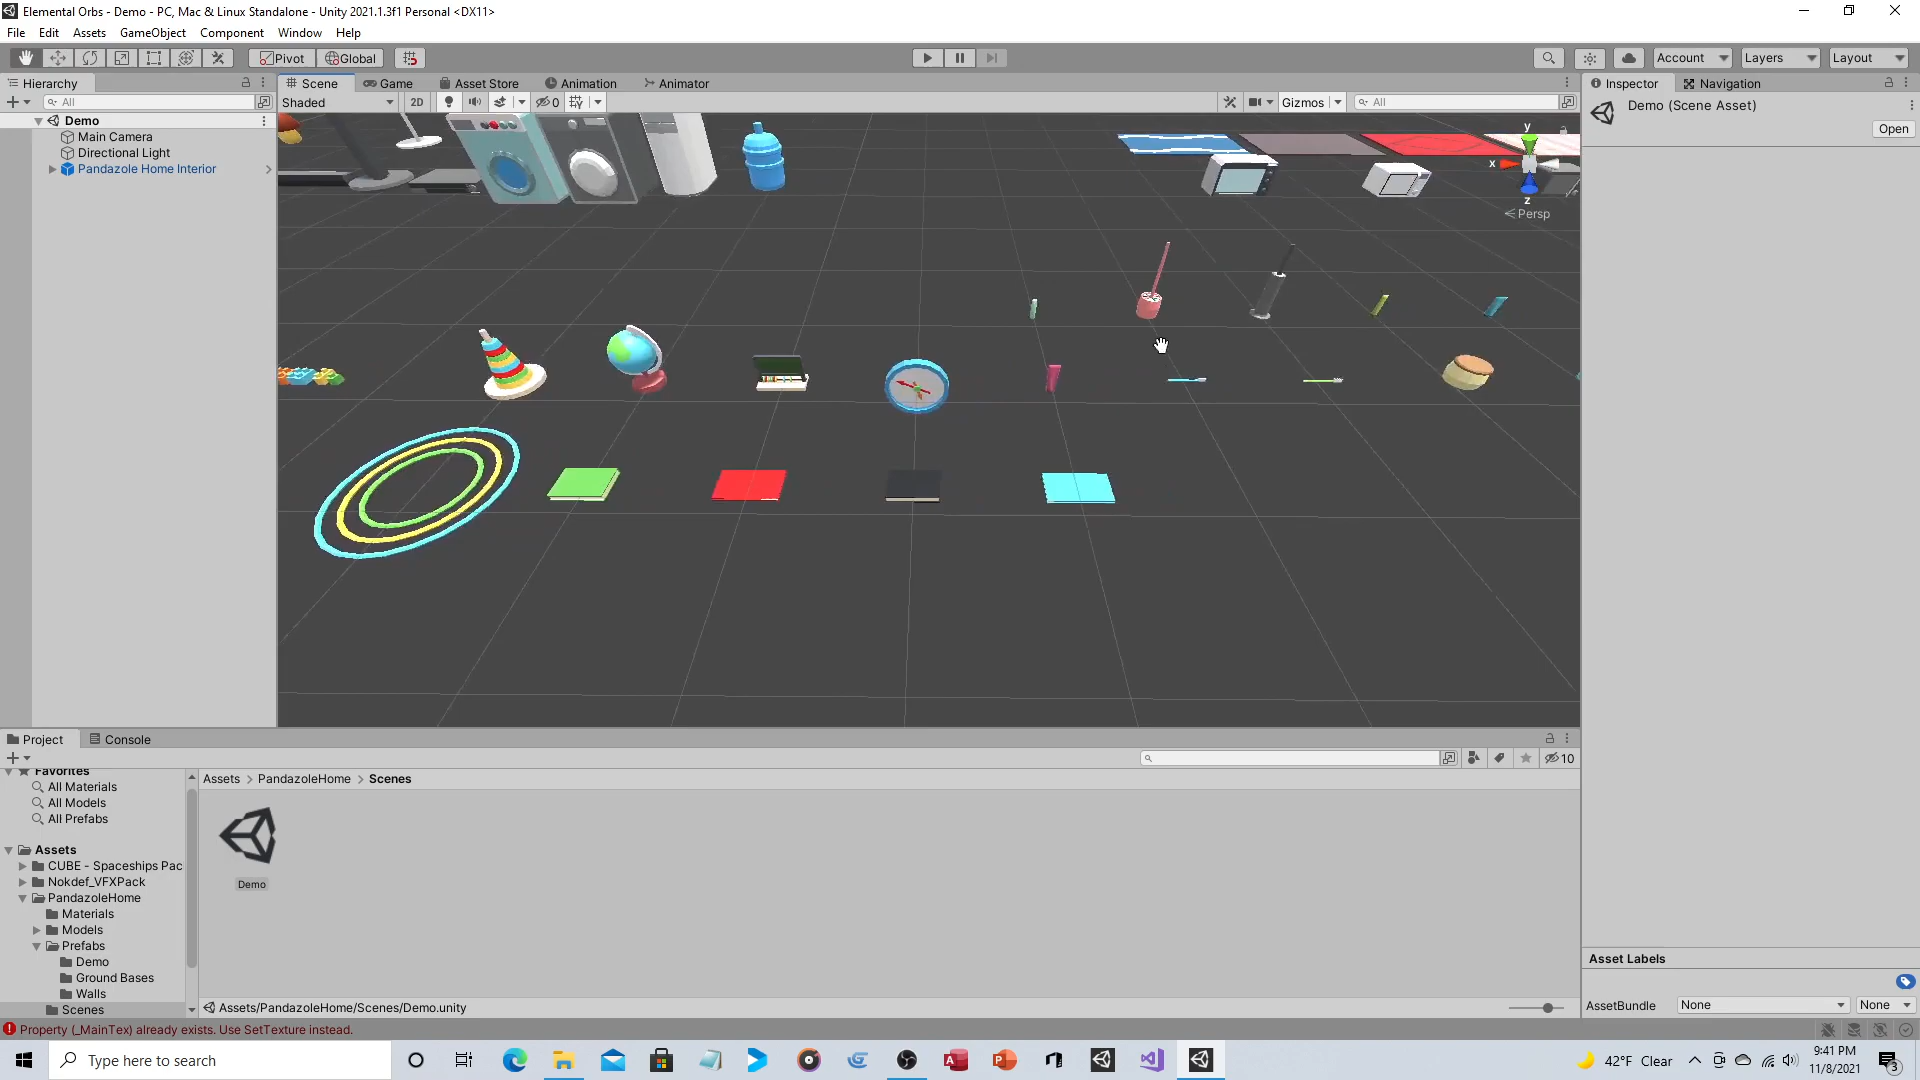 Elemental Orbs - Demo - PC, Mac & Linux Standalone - Unity 2021.1.3f1 Personal <DX11>
File Edit Assets GameObject Component Window Help
Pivot Global Account Layers Layout
Hierarchy
All
Demo
Main Camera
Directional Light
Pandazole Home Interior
Scene Game Asset Store Animation Animator
Shaded 2D 0 Gizmos All
y
x
z
Persp
Inspector Navigation
Demo (Scene Asset)
Open
Project Console
10
Favorites
All Materials
All Models
All Prefabs
Assets
CUBE - Spaceships Pac
Nokdef_VFXPack
PandazoleHome
Materials
Models
Prefabs
Demo
Ground Bases
Walls
Scenes
Assets > PandazoleHome > Scenes
Demo
Assets/PandazoleHome/Scenes/Demo.unity
Asset Labels
AssetBundle None None
Property (_MainTex) already exists. Use SetTexture instead.
Type here to search
42°F Clear
9:41 PM
11/8/2021
3